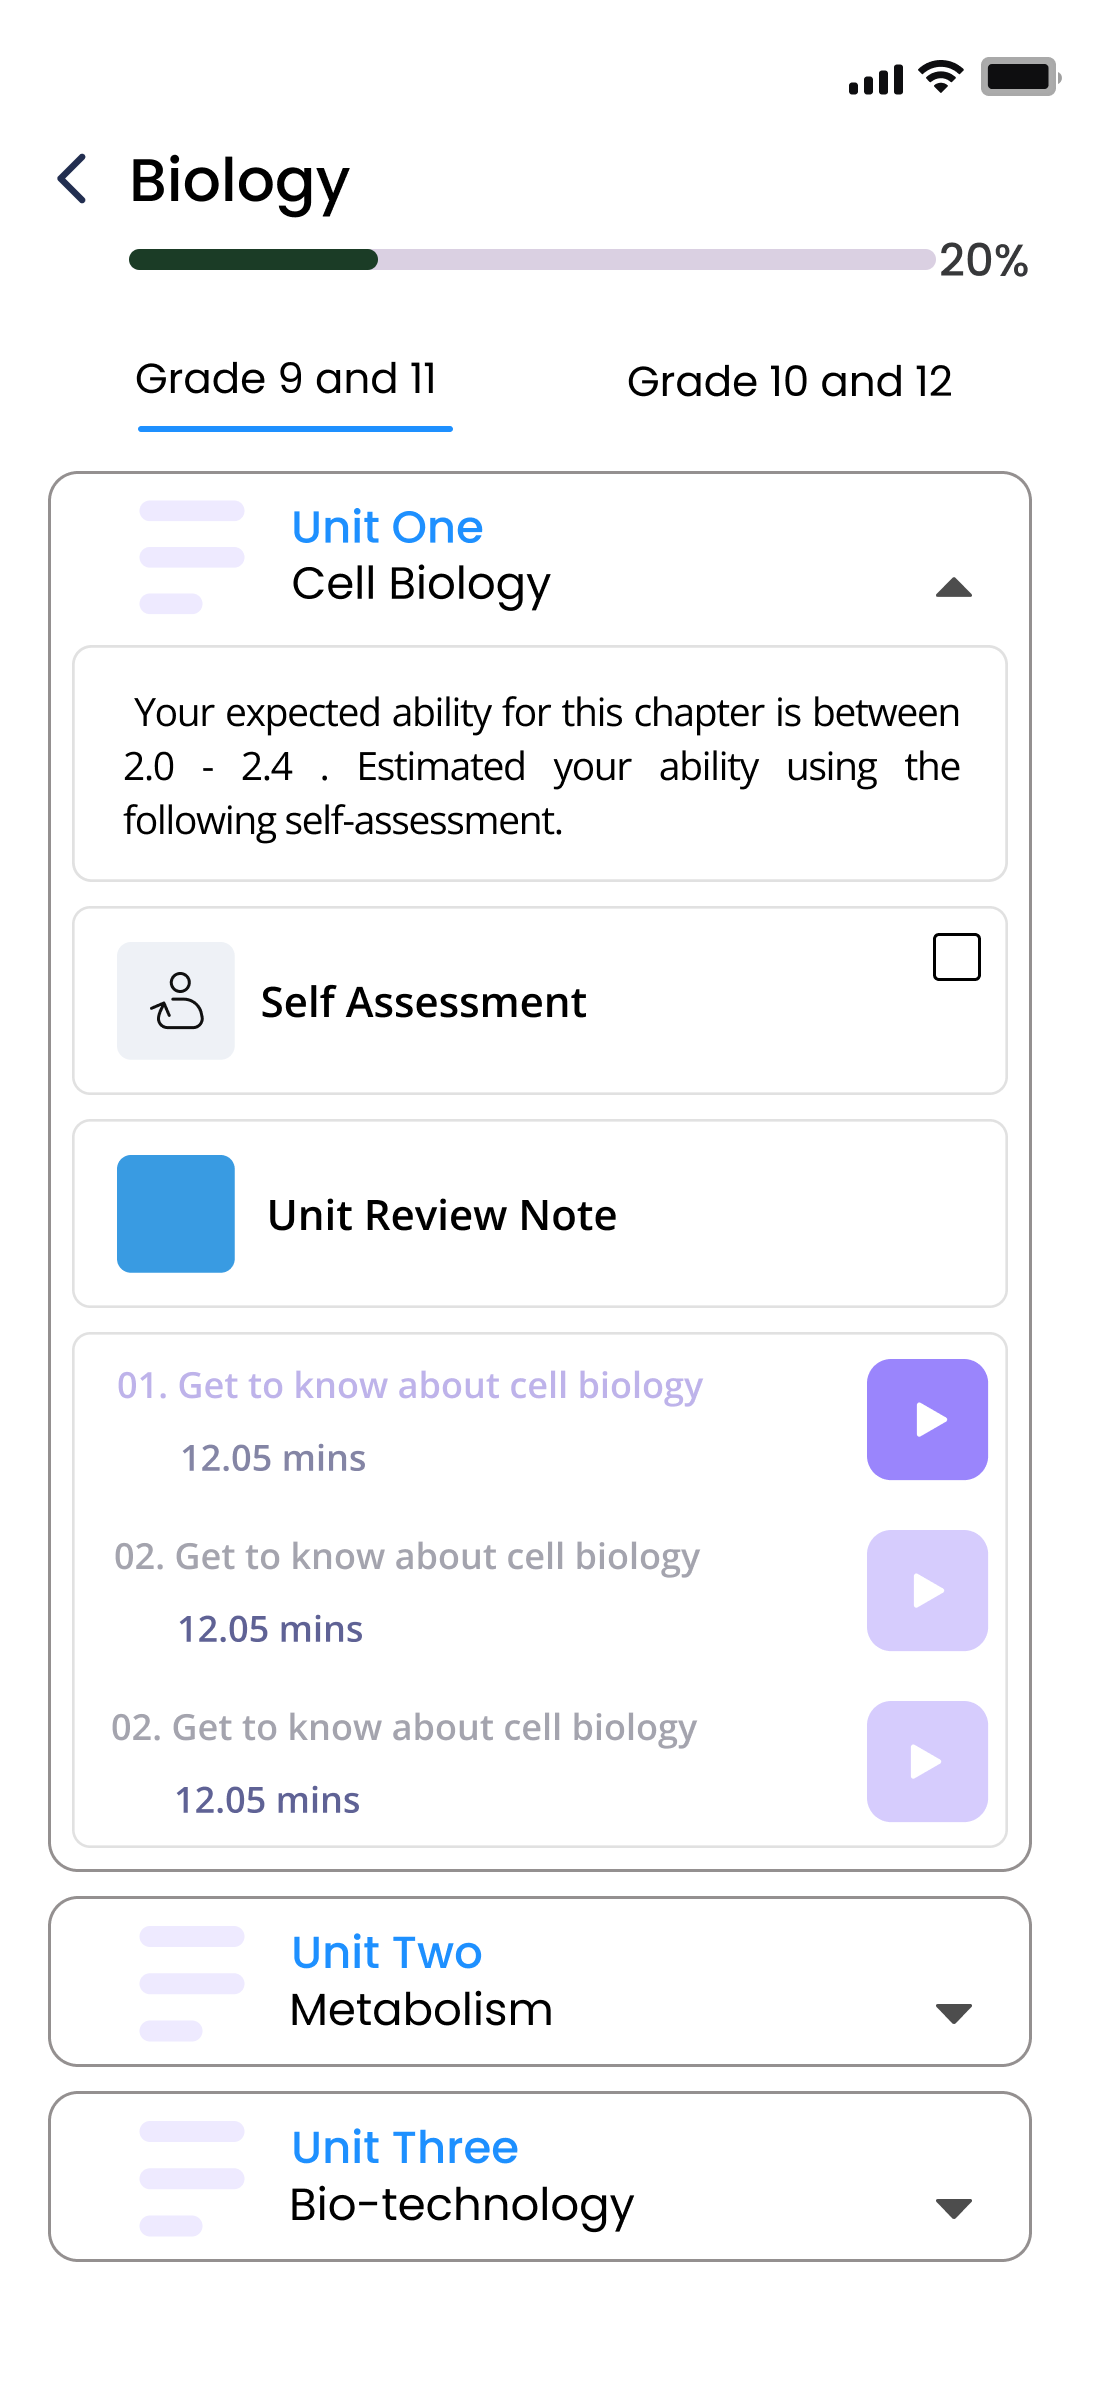 Biology
20%
Grade 9 and 11
Grade 10 and 12
Unit One
Cell Biology
Your expected ability for this chapter is between
2.0 - 2.4 . Estimated your ability using the
following self-assessment.
Self Assessment
Unit Review Note
01. Get to know about cell biology
12.05 mins
02. Get to know about cell biology
12.05 mins
02. Get to know about cell biology
12.05 mins
Unit Two
Metabolism
Unit Three
Bio-technology